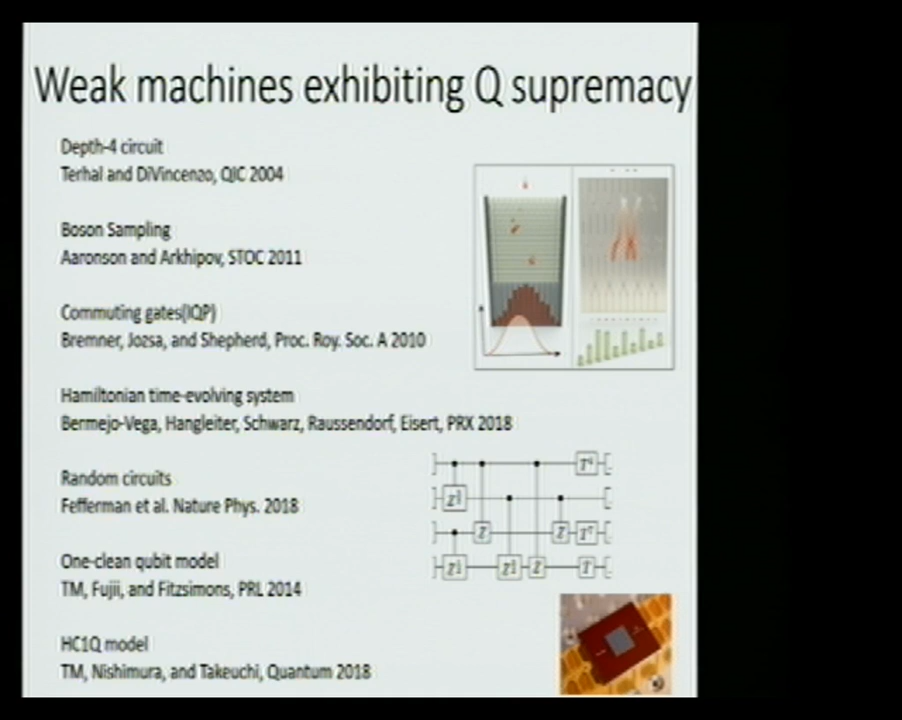 Weak machines exhibiting Q supremacy
Depth-4 circuit
Terhal and DiVincenzo, QIC 2004
Boson Sampling
Aaronson and Arkhipov, STOC 2011
Commuting gates(IQP)
Bremner, Jozsa, and Shepherd, Proc. Roy. Soc. A 2010
Hamiltonian time-evolving system
Bermejo-Vega, Hangleiter, Schwarz, Raussendorf, Eisert, PRX 2018
Random circuits
Fefferman et al. Nature Phys. 2018
One-clean qubit model
TM, Fujii, and Fitzsimons, PRL 2014
HC1Q model
TM, Nishimura, and Takeuchi, Quantum 2018
Z
Z
Z
T